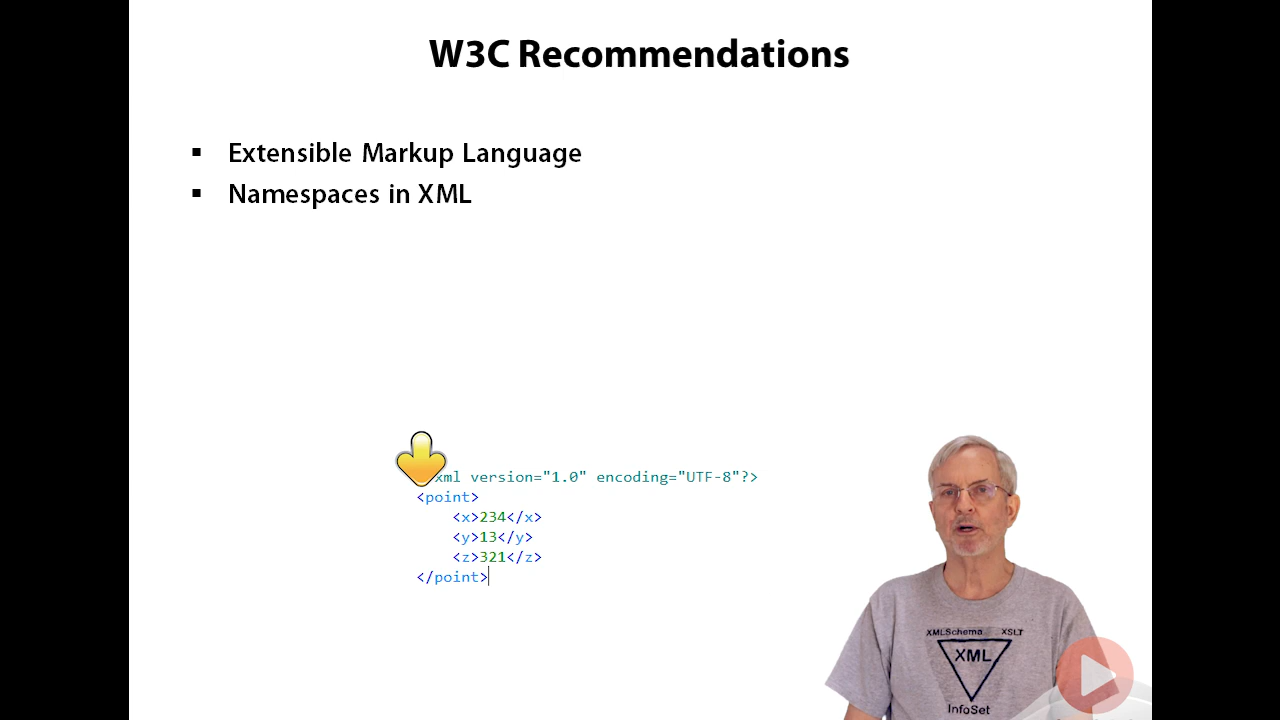 W3C Recommendations
▪ Extensible Markup Language
▪ Namespaces in XML
xml version="1.0" encoding="UTF-8"?>
<point>
<x>234</x>
<y>13</y>
<z>321</z>
</point>
XMLSchema XSLT
XML
InfoSet